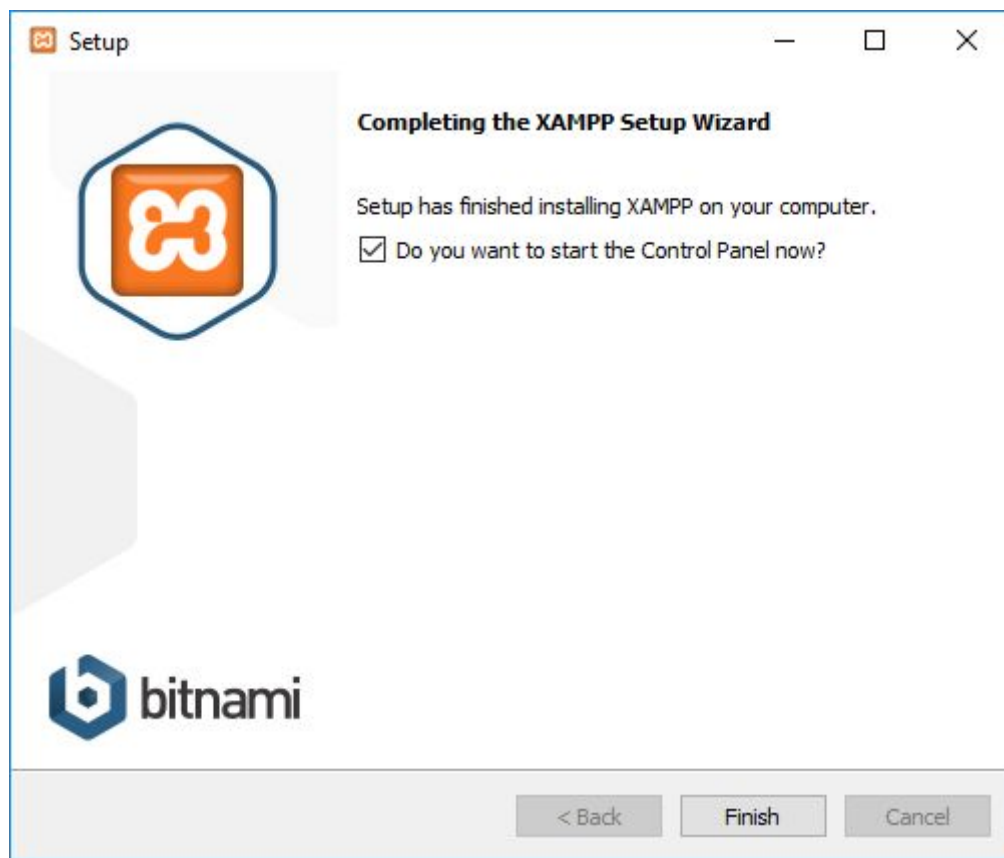 Setup
Completing the XAMPP Setup Wizard
Setup has finished installing XAMPP on your computer.
Do you want to start the Control Panel now?
bitnami
< Back
Finish
Cancel